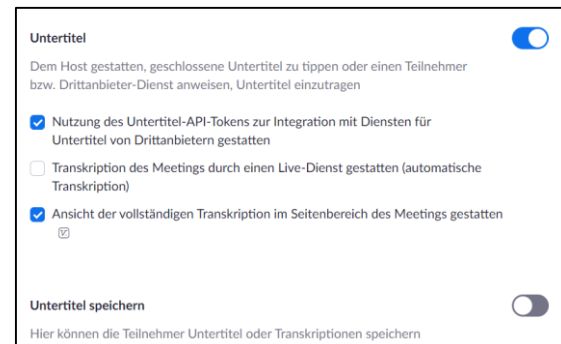 Untertitel
Dem Host gestatten, geschlossene Untertitel zu tippen oder einen Teilnehmer
bzw. Drittanbieter-Dienst anweisen, Untertitel einzutragen
Nutzung des Untertitel-API-Tokens zur Integration mit Diensten für
Untertitel von Drittanbietern gestatten
Transkription des Meetings durch einen Live-Dienst gestatten (automatische
Transkription)
Ansicht der vollständigen Transkription im Seitenbereich des Meetings gestatten
Untertitel speichern
Hier können die Teilnehmer Untertitel oder Transkriptionen speichern